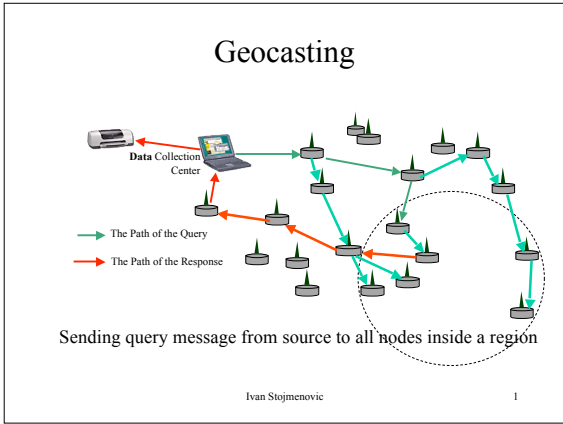 Geocasting
Data Collection
Center
The Path of the Query
The Path of the Response
Sending query message from source to all nodes inside a region
Ivan Stojmenovic
1